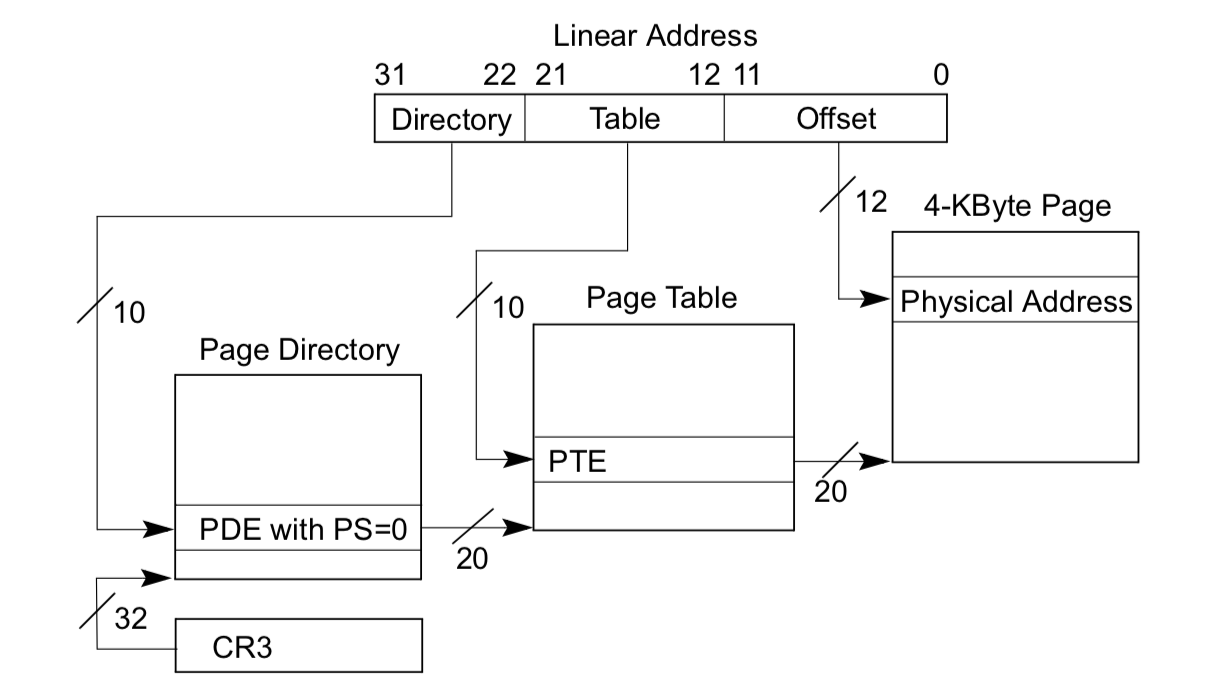 Linear Address
31 22 21 12 11 0
Directory Table Offset
12
4-KByte Page
10
10
Page Table
Physical Address
Page Directory
PTE
20
PDE with PS=0
20
32
CR3